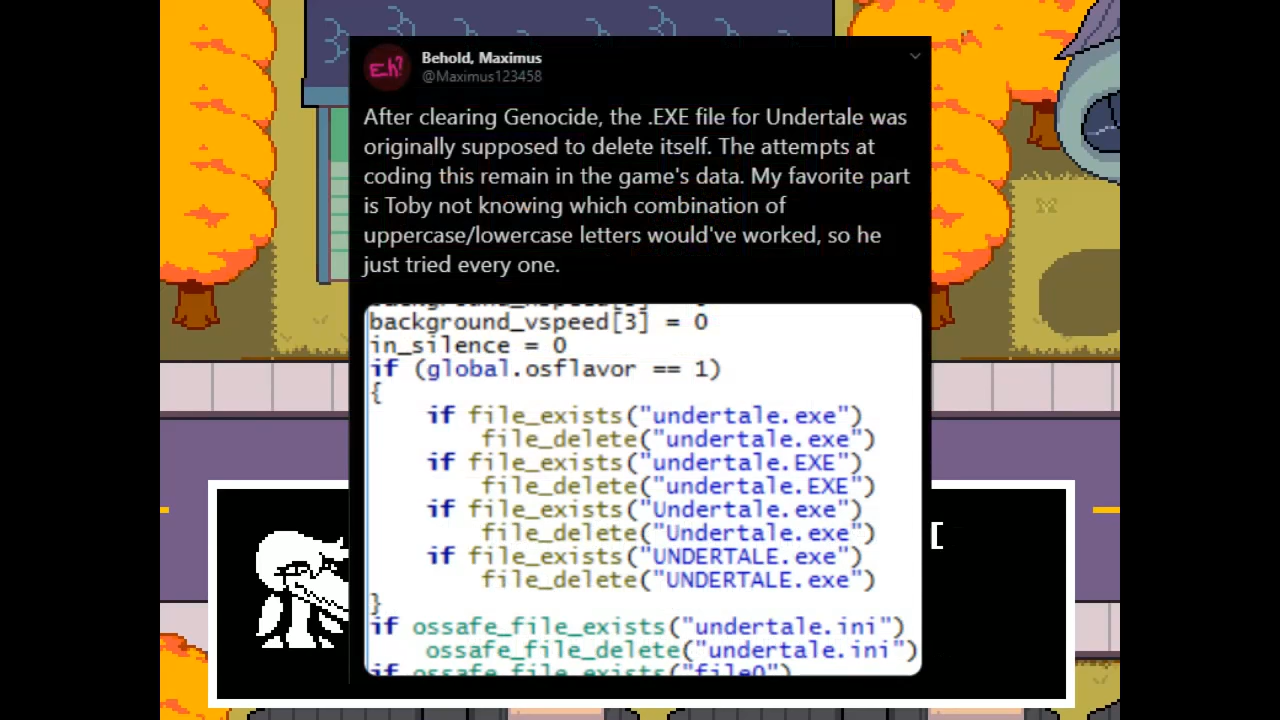 Eh?
Behold, Maximus
@Maximus123458
After clearing Genocide, the .EXE file for Undertale was
originally supposed to delete itself. The attempts at
coding this remain in the game's data. My favorite part
is Toby not knowing which combination of
uppercase/lowercase letters would've worked, so he
just tried every one.
background_vspeed[3] = 0
in_silence = 0
if (global.osflavor == 1)
{
if file_exists("undertale.exe")
file_delete("undertale.exe")
if file_exists("undertale.EXE")
file_delete("undertale.EXE")
if file_exists("Undertale.exe")
file_delete("Undertale.exe")
if file_exists("UNDERTALE.exe")
file_delete("UNDERTALE.exe")
}
if ossafe_file_exists("undertale.ini")
ossafe_file_delete("undertale.ini")
if ossafe_file_exists("file0")